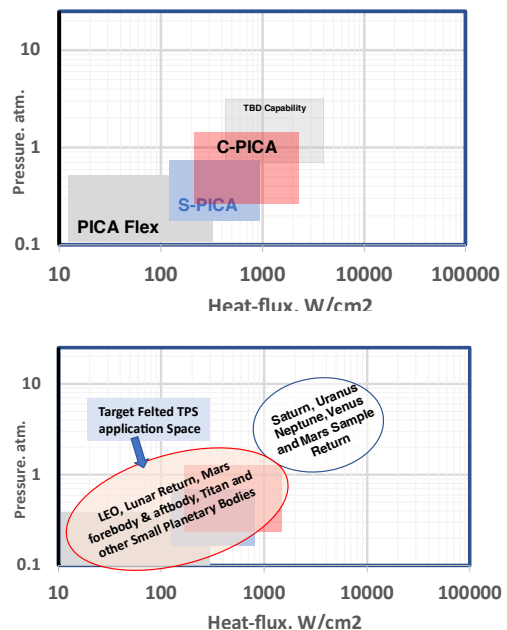 Pressure. atm.
10
1
0.1
TBD Capability
C-PICA
S-PICA
PICA Flex
10
100
1000
10000
100000
Heat-flux, W/cm2
Pressure. atm.
10
1
0.1
Target Felted TPS
application Space
Saturn, Uranus
Neptune, Venus
and Mars Sample
Return
LEO, Lunar Return, Mars
forebody & aftbody, Titan and
other Small Planetary Bodies
10
100
1000
10000
100000
Heat-flux, W/cm2